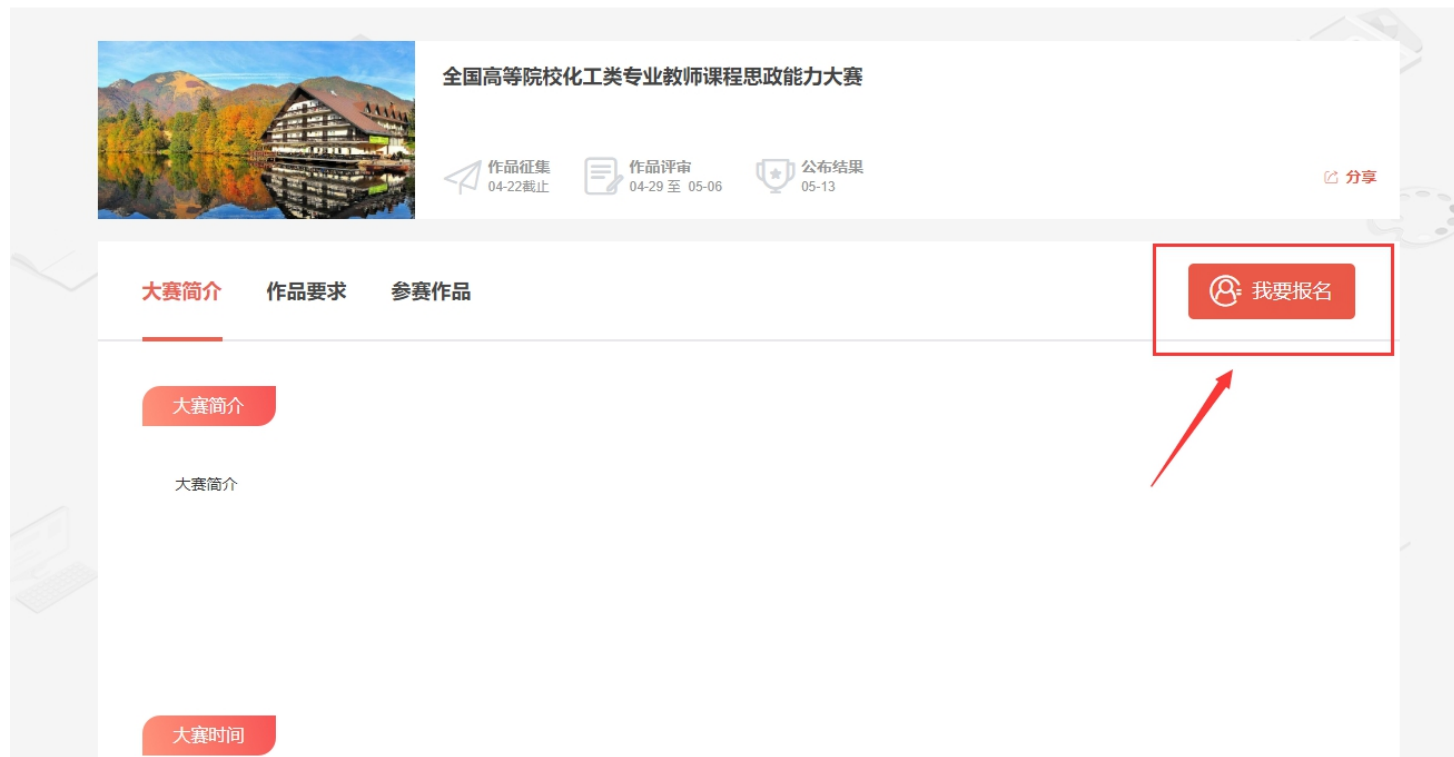 全国高等院校化工类专业教师课程思政能力大赛
作品征集
04-22截止
作品评审
04-29 至 05-06
公布结果
05-13
分享
大赛简介 作品要求 参赛作品
我要报名
大赛简介
大赛简介
大赛时间